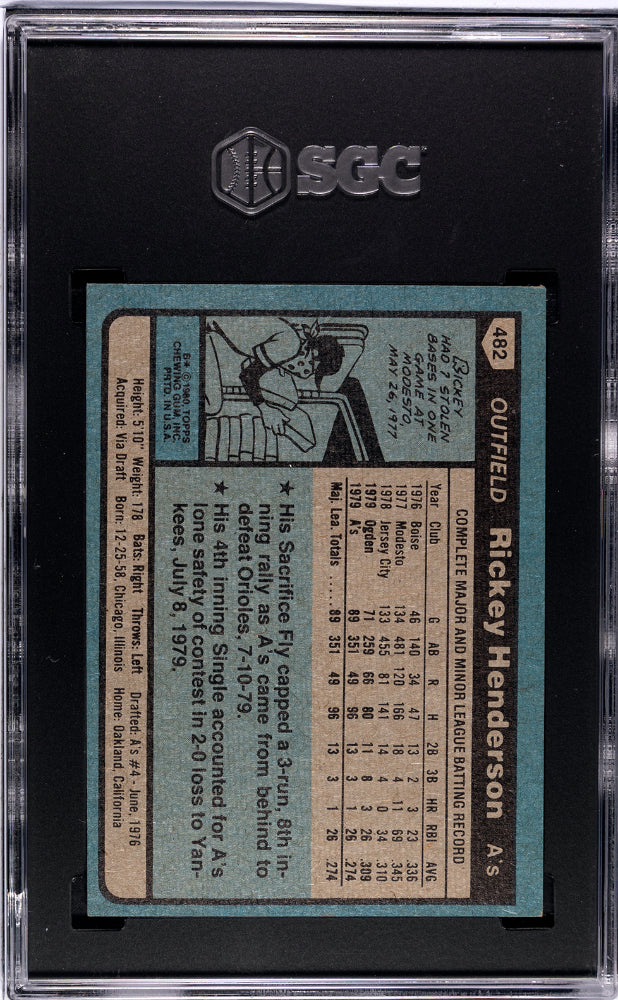 SGC
482
OUTFIELD Rickey Henderson A's
RICKEY
HAD 7 STOLEN
BASES IN ONE
GAME AT
MODESTO,
MAY 26, 1977
B* © 1980, TOPPS
CHEWING GUM, INC.
PRTD. IN U.S.A.
COMPLETE MAJOR AND MINOR LEAGUE BATTING RECORD
Year Club G AB R H 2B 3B HR RBI AVG
1976 Boise 46 140 34 47 13 2 3 23 .336
1977 Modesto 134 481 120 166 18 4 11 69 .345
1978 Jersey City 133 455 81 141 14 4 0 34 .310
1979 Ogden 71 259 66 80 11 8 3 26 .309
1979 A's 89 351 49 96 13 3 1 26 .274
Maj. Lea. Totals ..... 89 351 49 96 13 3 1 26 .274
★ His Sacrifice Fly capped a 3-run, 8th in-
ning rally as A's came from behind to
defeat Orioles, 7-10-79.
★ His 4th inning Single accounted for A's
lone safety of contest in 2-0 loss to Yan-
kees, July 8, 1979.
Height: 5'10" Weight: 178 Bats: Right Throws: Left Drafted: A's #4 - June, 1976
Acquired: Via Draft Born: 12-25-58, Chicago, Illinois Home: Oakland, California